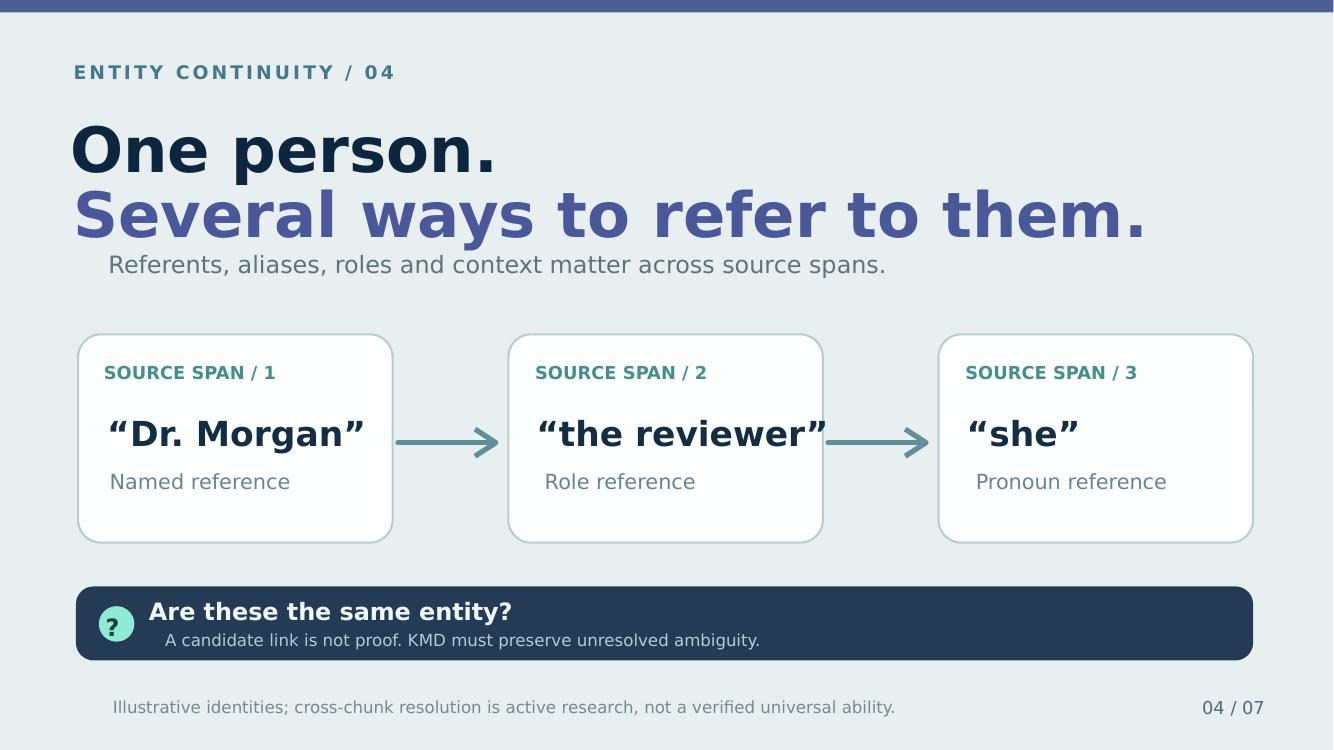 ENTITY CONTINUITY / 04
One person.
Several ways to refer to them.
Referents, aliases, roles and context matter across source spans.
SOURCE SPAN / 1
“Dr. Morgan”
Named reference
SOURCE SPAN / 2
“the reviewer”
Role reference
SOURCE SPAN / 3
“she”
Pronoun reference
?
Are these the same entity?
A candidate link is not proof. KMD must preserve unresolved ambiguity.
Illustrative identities; cross-chunk resolution is active research, not a verified universal ability.
04 / 07